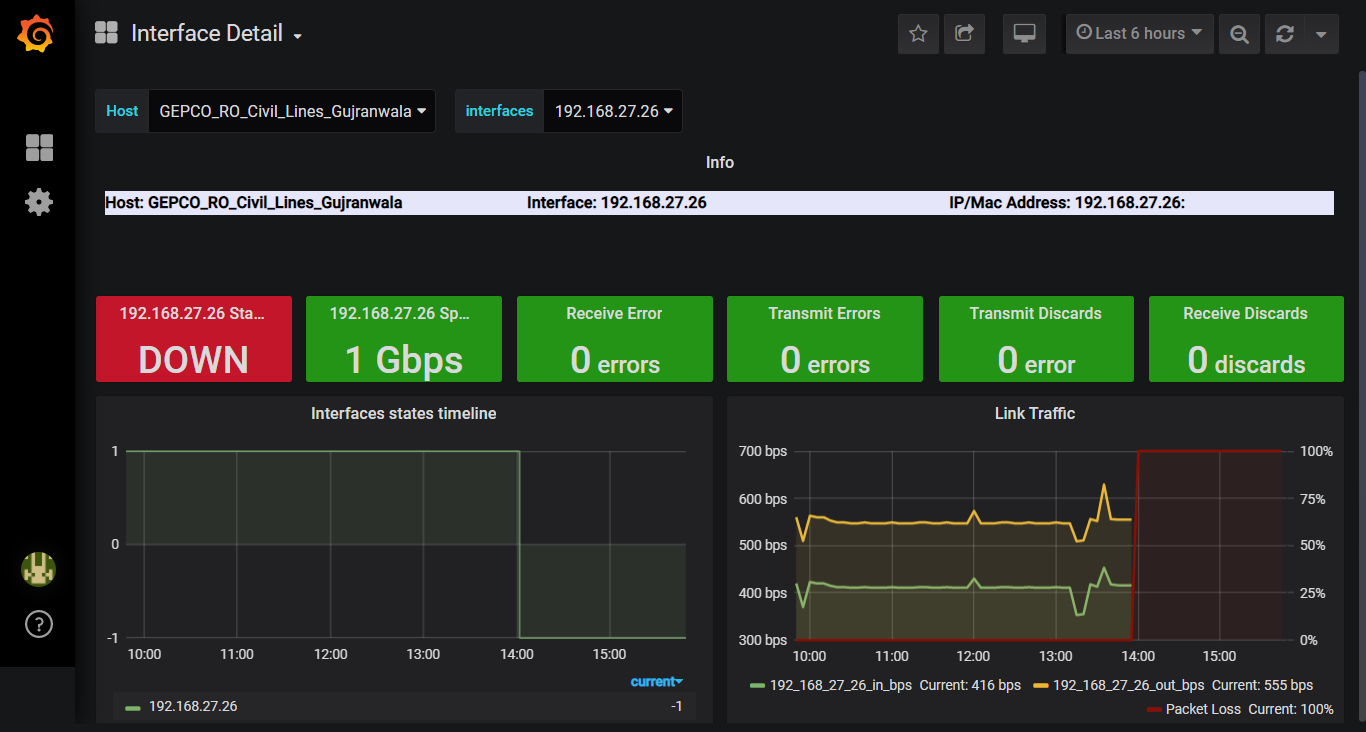 Interface Detail
Last 6 hours
Host GEPCO_RO_Civil_Lines_Gujranwala interfaces 192.168.27.26
Info
Host: GEPCO_RO_Civil_Lines_Gujranwala Interface: 192.168.27.26 IP/Mac Address: 192.168.27.26:
192.168.27.26 Sta... 192.168.27.26 Sp... Receive Error Transmit Errors Transmit Discards Receive Discards
DOWN 1 Gbps 0 errors 0 errors 0 error 0 discards
Interfaces states timeline
1
0
-1
10:00 11:00 12:00 13:00 14:00 15:00
current
192.168.27.26 -1
Link Traffic
700 bps 100%
600 bps 75%
500 bps 50%
400 bps 25%
300 bps 0%
10:00 11:00 12:00 13:00 14:00 15:00
192_168_27_26_in_bps Current: 416 bps 192_168_27_26_out_bps Current: 555 bps
Packet Loss Current: 100%
?